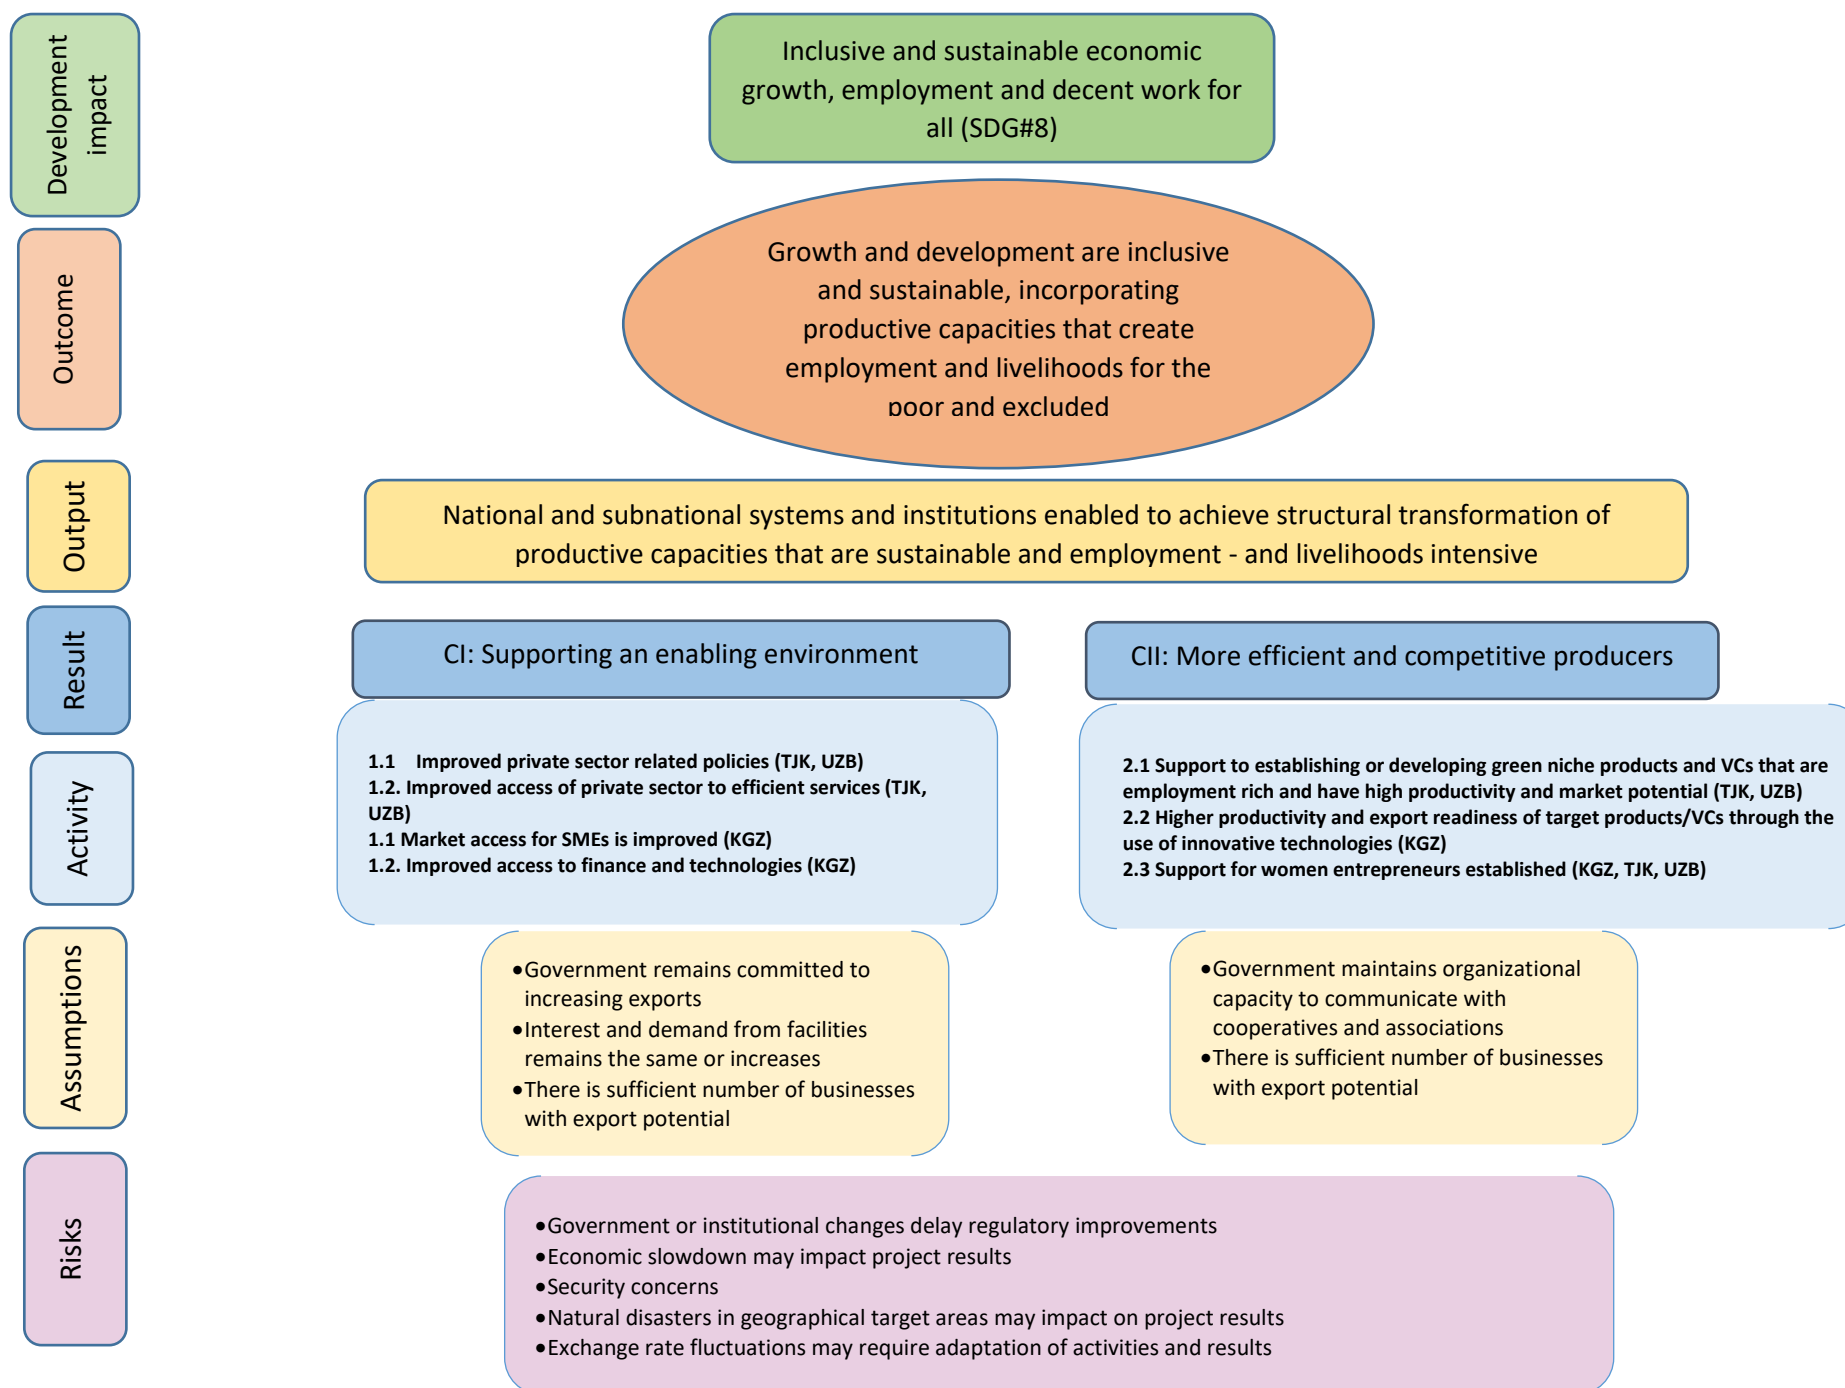 Development
impact
Inclusive and sustainable economic
growth, employment and decent work for
all (SDG#8)
Outcome
Growth and development are inclusive
and sustainable, incorporating
productive capacities that create
employment and livelihoods for the
poor and excluded
Output
National and subnational systems and institutions enabled to achieve structural transformation of
productive capacities that are sustainable and employment - and livelihoods intensive
Result
CI: Supporting an enabling environment
CII: More efficient and competitive producers
Activity
1.1 Improved private sector related policies (TJK, UZB)
1.2. Improved access of private sector to efficient services (TJK,
UZB)
1.1 Market access for SMEs is improved (KGZ)
1.2. Improved access to finance and technologies (KGZ)
2.1 Support to establishing or developing green niche products and VCs that are
employment rich and have high productivity and market potential (TJK, UZB)
2.2 Higher productivity and export readiness of target products/VCs through the
use of innovative technologies (KGZ)
2.3 Support for women entrepreneurs established (KGZ, TJK, UZB)
Assumptions
•Government remains committed to
increasing exports
•Interest and demand from facilities
remains the same or increases
•There is sufficient number of businesses
with export potential
•Government maintains organizational
capacity to communicate with
cooperatives and associations
•There is sufficient number of businesses
with export potential
Risks
•Government or institutional changes delay regulatory improvements
•Economic slowdown may impact project results
•Security concerns
•Natural disasters in geographical target areas may impact on project results
•Exchange rate fluctuations may require adaptation of activities and results